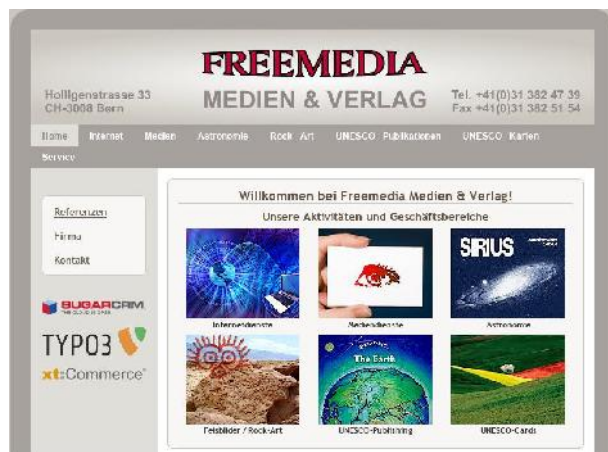 FREEMEDIA
MEDIEN & VERLAG
Holligenstrasse 33
CH-3008 Bern
Tel. +41(0)31 382 47 39
Fax +41(0)31 382 51 54
Home Internet Medien Astronomie Rock Art UNESCO Publikationen UNESCO Karten
Service
Referenzen
Firma
Kontakt
SUGARCRM
TYPO3
xt:Commerce
Willkommen bei Freemedia Medien & Verlag!
Unsere Aktivitäten und Geschäftsbereiche
SIRIUS
Internetdienste Mediendienste Astronomie
The Earth
Felsbilder / Rock-Art UNESCO-Publishing UNESCO-Cards